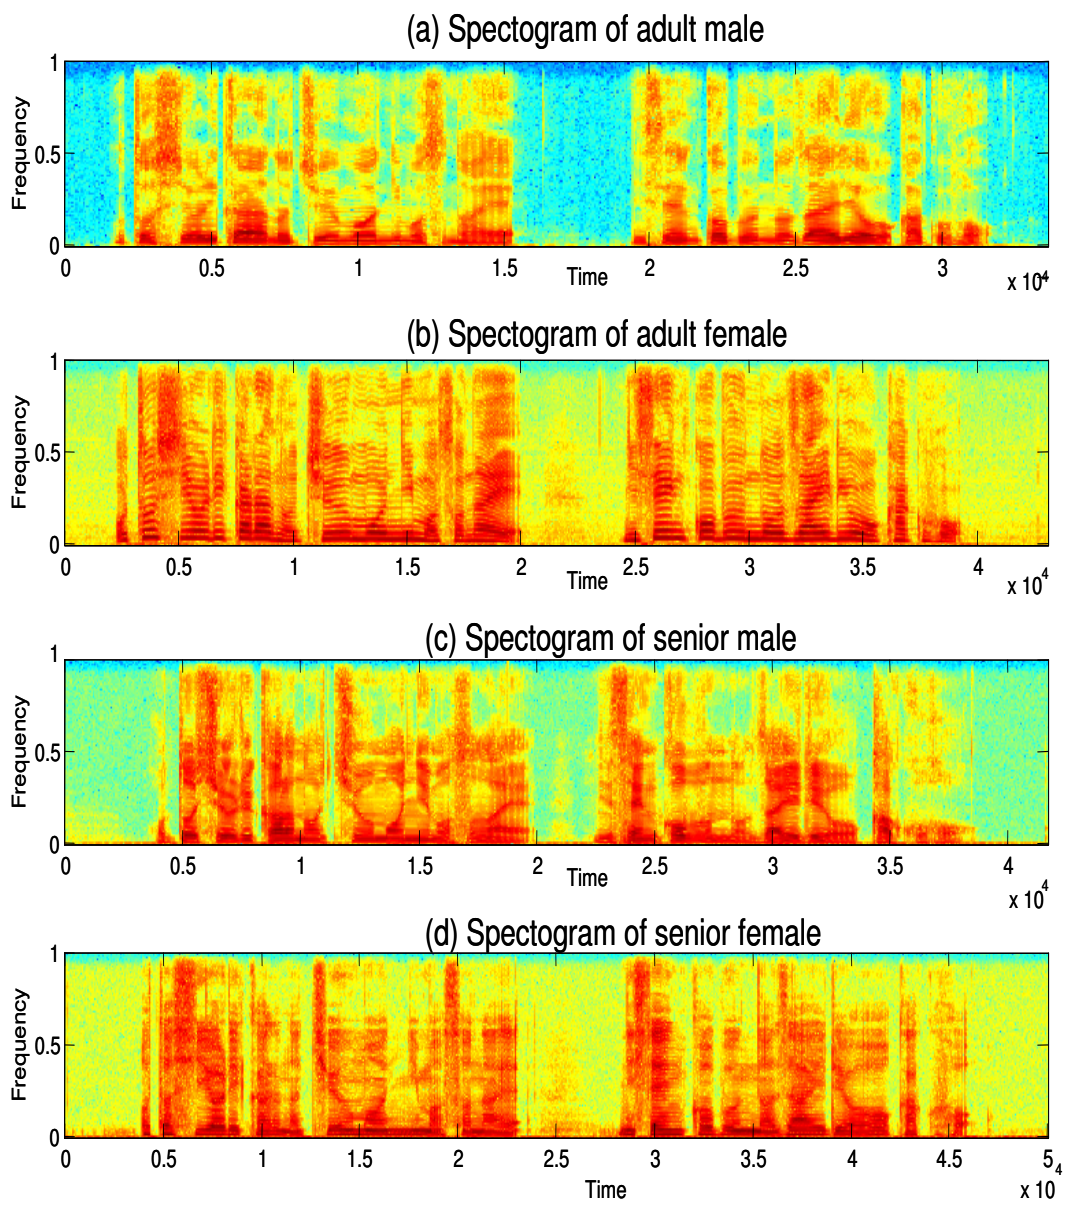 (a) Spectogram of adult male
1
0.5
0
Frequency
0 0.5 1 1.5 2 2.5 3
Time
x 10^4
(b) Spectogram of adult female
1
0.5
0
Frequency
0 0.5 1 1.5 2 2.5 3 3.5 4
Time
x 10^4
(c) Spectogram of senior male
1
0.5
0
Frequency
0 0.5 1 1.5 2 2.5 3 3.5 4
Time
x 10^4
(d) Spectogram of senior female
1
0.5
0
Frequency
0 0.5 1 1.5 2 2.5 3 3.5 4 4.5 5
Time
x 10^4